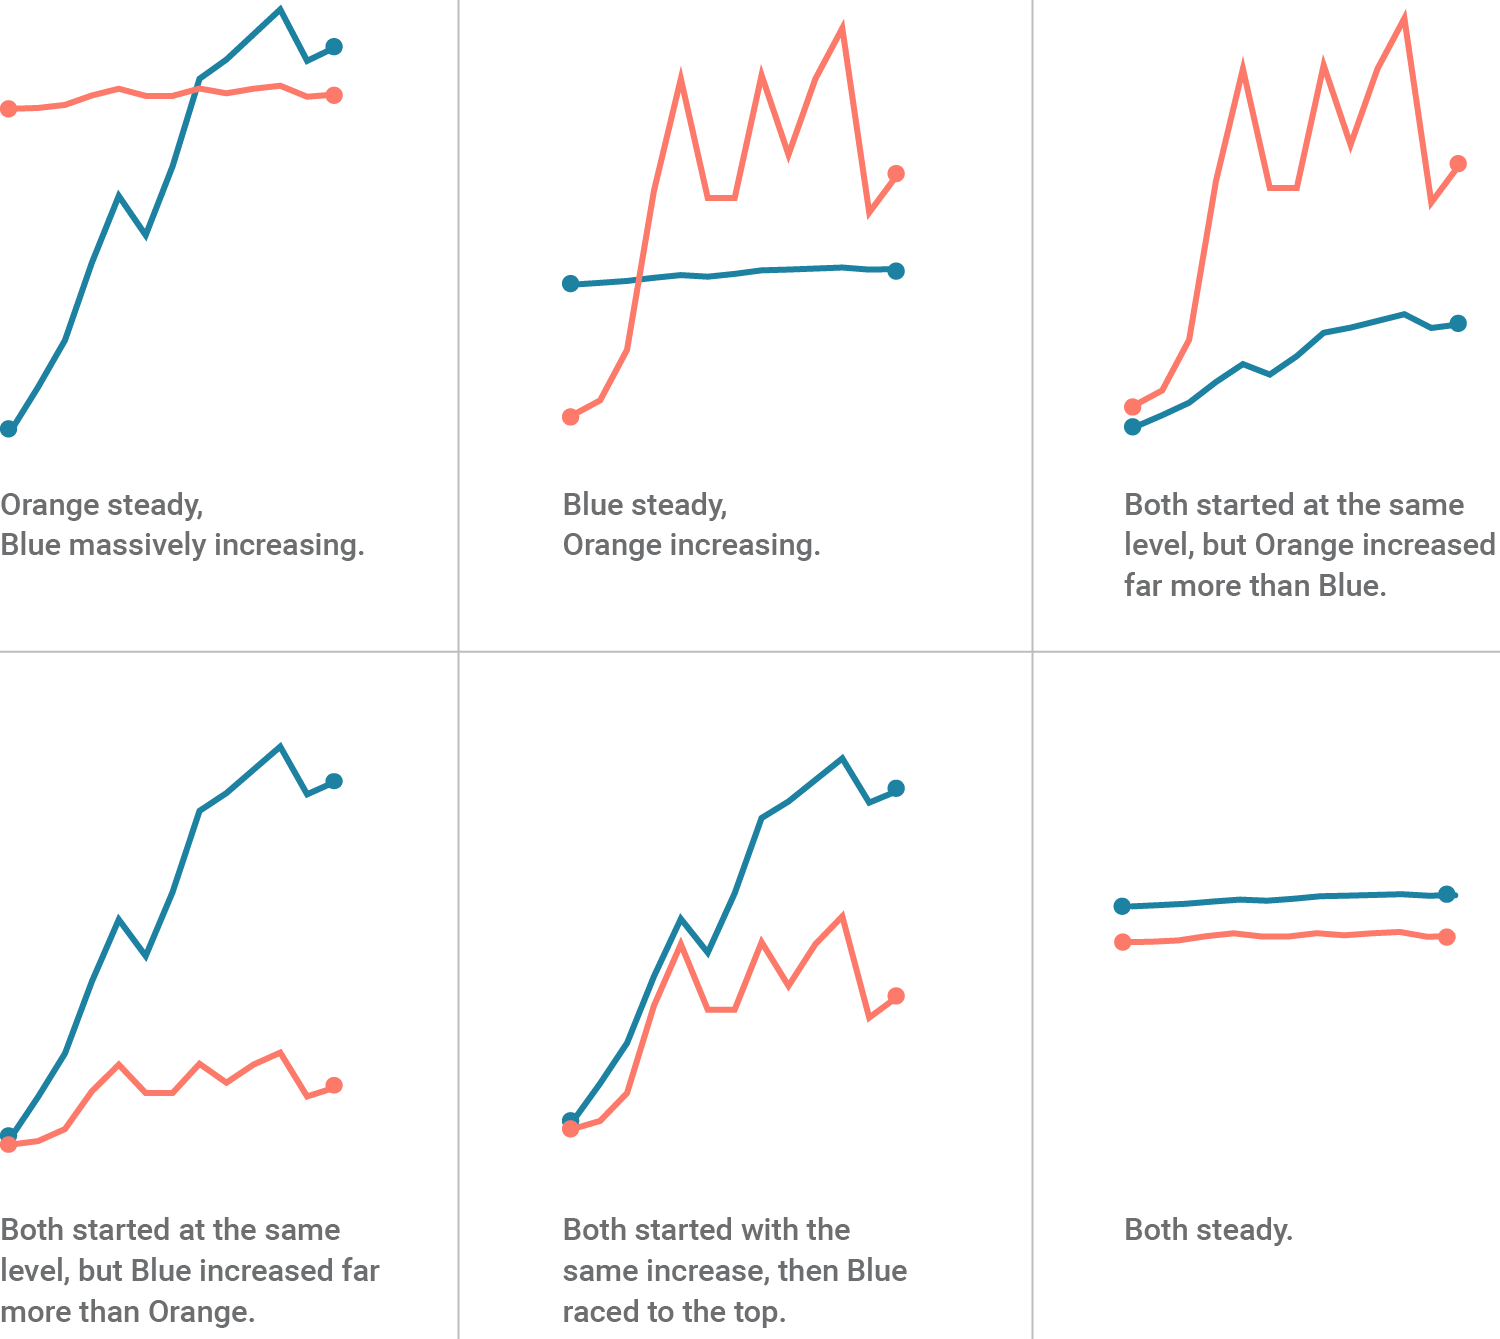 Orange steady,
Blue massively increasing.
Blue steady,
Orange increasing.
Both started at the same
level, but Orange increased
far more than Blue.
Both started at the same
level, but Blue increased far
more than Orange.
Both started with the
same increase, then Blue
raced to the top.
Both steady.